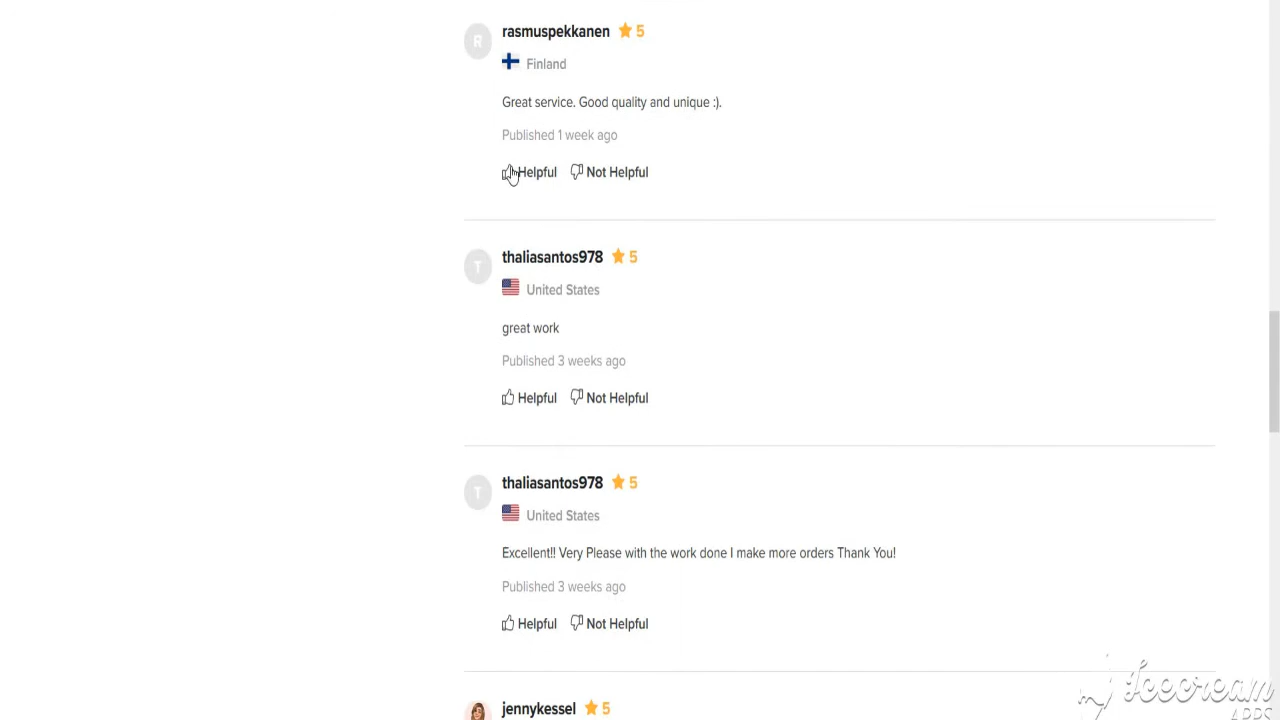 R
rasmuspekkanen 5
Finland
Great service. Good quality and unique :).
Published 1 week ago
Helpful Not Helpful
T
thaliasantos978 5
United States
great work
Published 3 weeks ago
Helpful Not Helpful
T
thaliasantos978 5
United States
Excellent!! Very Please with the work done I make more orders Thank You!
Published 3 weeks ago
Helpful Not Helpful
jennykessel 5
Icecream
APPS